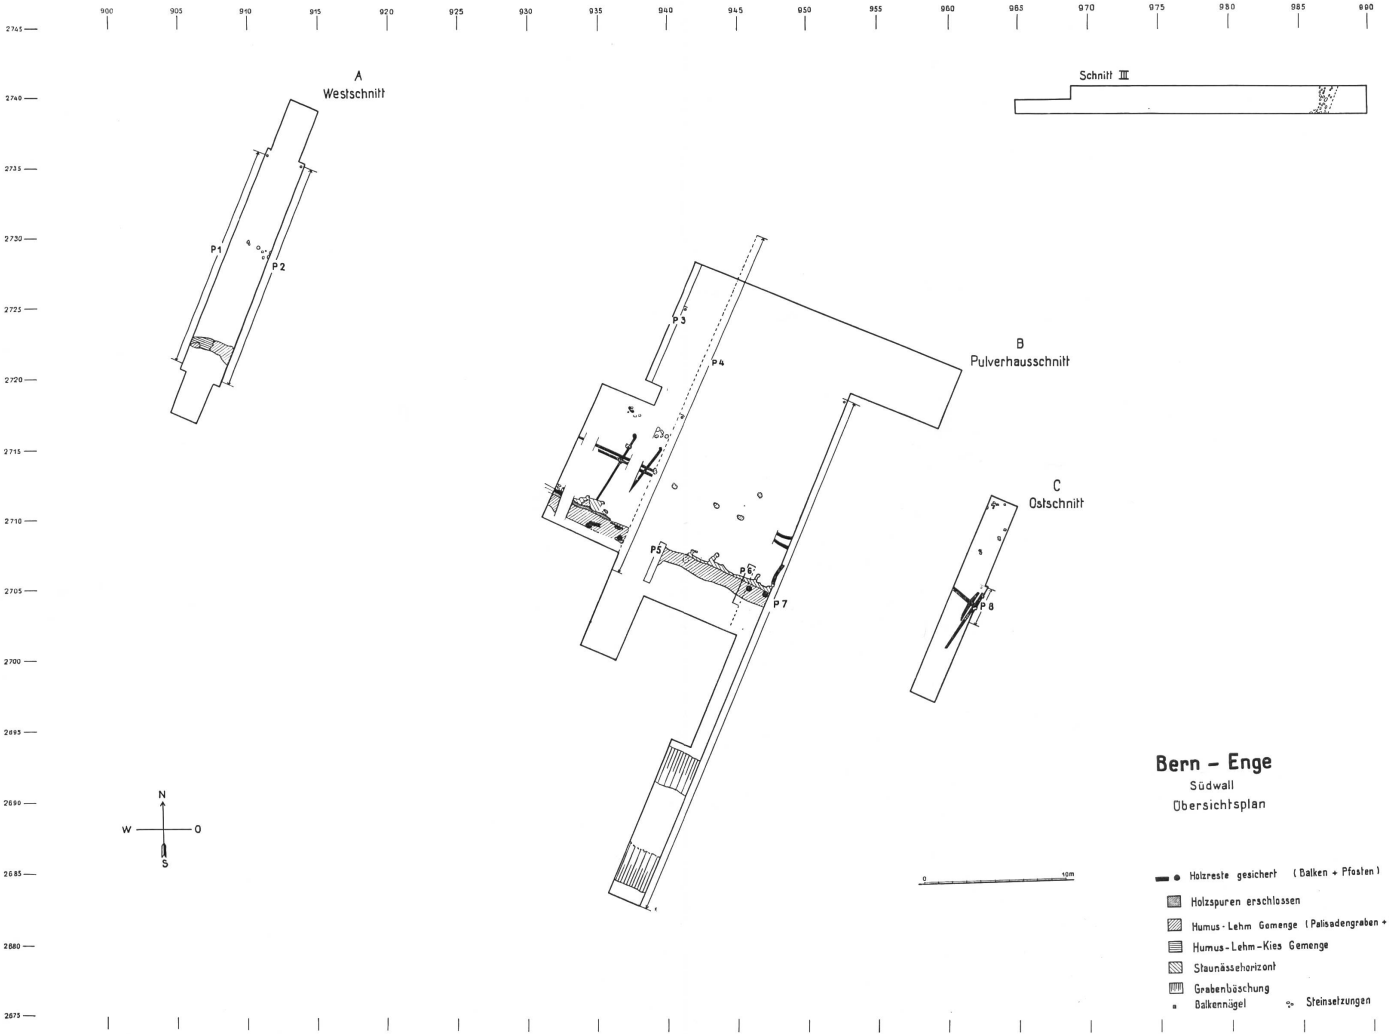 900 905 910 915 920 925 930 935 940 945 950 955 960 965 970 975 980 985 990
2745
2740
2735
2730
2725
2720
2715
2710
2705
2700
2695
2690
2685
2680
2675
A
Westschnitt
P1
P2
Schnitt III
P3
P4
B
Pulverhausschnitt
P5
P6
P7
C
Ostschnitt
P8
N
W O
S
Bern – Enge
Südwall
Übersichtsplan
0 10m
Holzreste gesichert (Balken + Pfosten)
Holzspuren erschlossen
Humus-Lehm Gemenge (Palisadengraben +
Humus-Lehm-Kies Gemenge
Staunässehorizont
Grabenböschung
Balkennägel Steinsetzungen